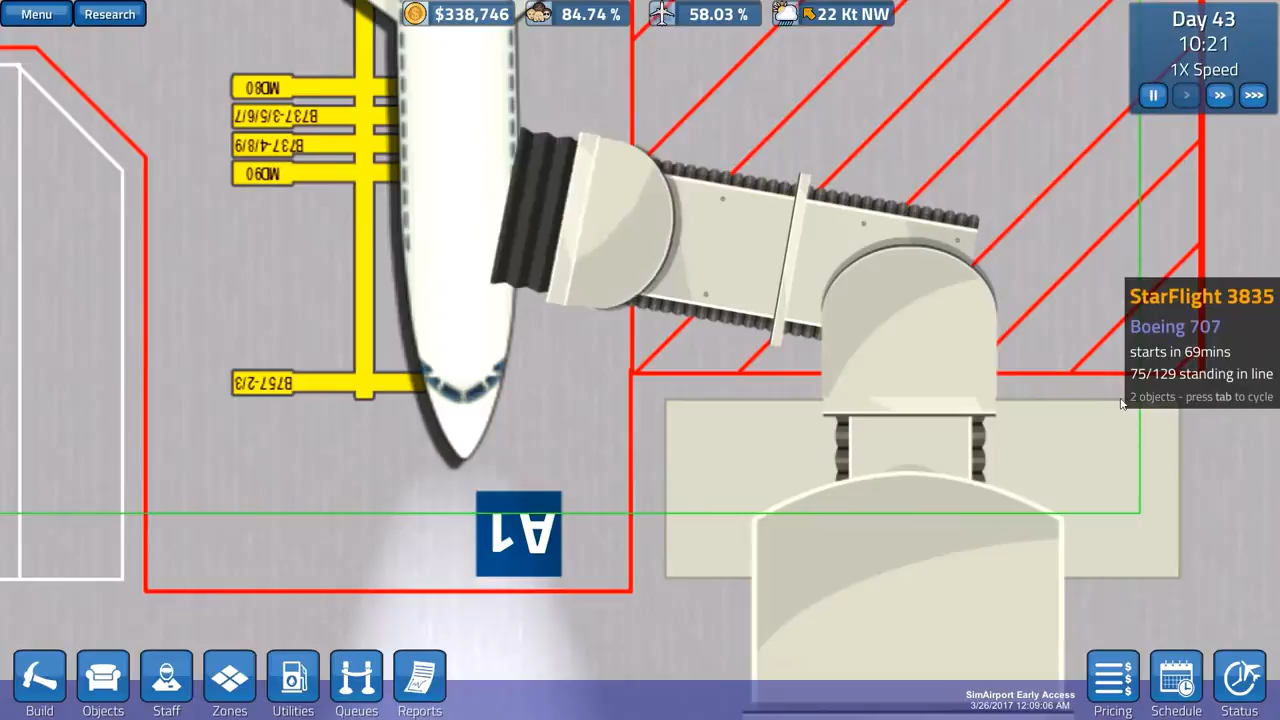 Menu
Research
$338,746
84.74 %
58.03 %
22 Kt NW
Day 43
10:21
1X Speed
MD80
B737-3/5/6/7
B737-4/8/9
MD90
B757-2/3
A1
StarFlight 3835
Boeing 707
starts in 69mins
75/129 standing in line
2 objects - press tab to cycle
Build
Objects
Staff
Zones
Utilities
Queues
Reports
SimAirport Early Access
3/26/2017 12:09:06 AM
Pricing
Schedule
Status